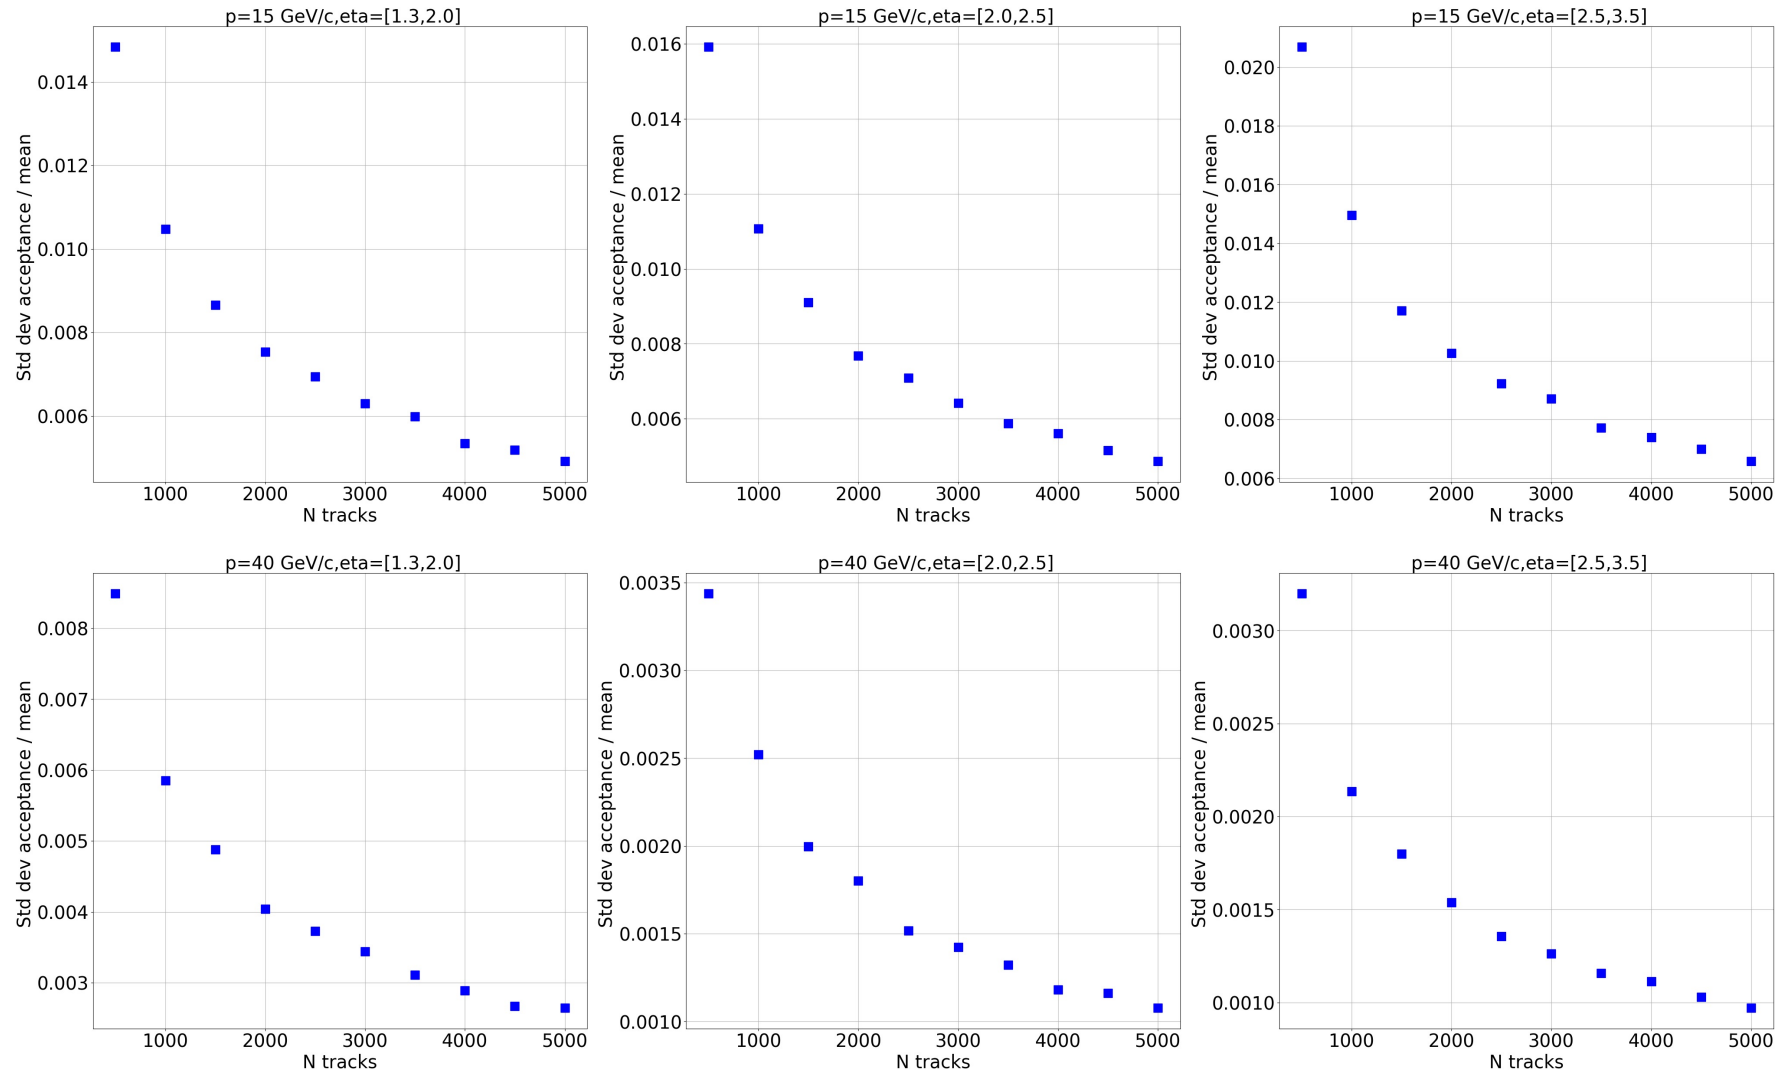 p=15 GeV/c,eta=[1.3,2.0]
Std dev acceptance / mean
0.014
0.012
0.010
0.008
0.006
1000 2000 3000 4000 5000
N tracks
p=15 GeV/c,eta=[2.0,2.5]
Std dev acceptance / mean
0.016
0.014
0.012
0.010
0.008
0.006
1000 2000 3000 4000 5000
N tracks
p=15 GeV/c,eta=[2.5,3.5]
Std dev acceptance / mean
0.020
0.018
0.016
0.014
0.012
0.010
0.008
0.006
1000 2000 3000 4000 5000
N tracks
p=40 GeV/c,eta=[1.3,2.0]
Std dev acceptance / mean
0.008
0.007
0.006
0.005
0.004
0.003
1000 2000 3000 4000 5000
N tracks
p=40 GeV/c,eta=[2.0,2.5]
Std dev acceptance / mean
0.0035
0.0030
0.0025
0.0020
0.0015
0.0010
1000 2000 3000 4000 5000
N tracks
p=40 GeV/c,eta=[2.5,3.5]
Std dev acceptance / mean
0.0030
0.0025
0.0020
0.0015
0.0010
1000 2000 3000 4000 5000
N tracks